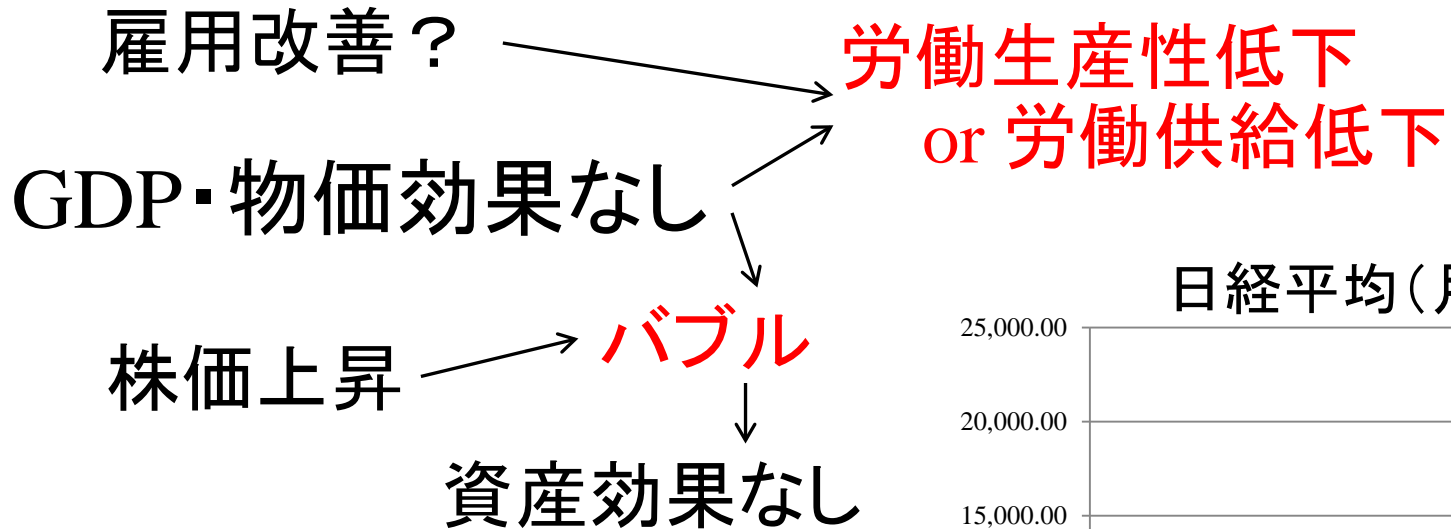 雇用改善？
労働生産性低下
or 労働供給低下
GDP・物価効果なし
バブル
株価上昇
資産効果なし
日経平均(月
25,000.00
20,000.00
15,000.00